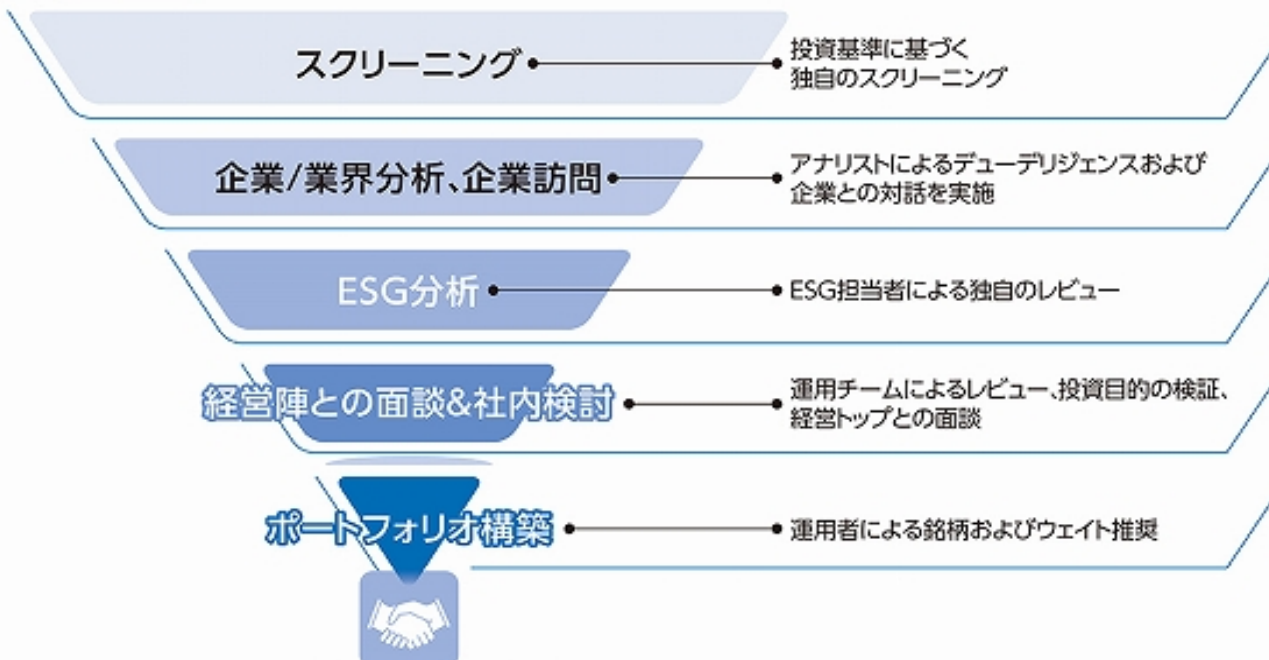 スクリーニング
投資基準に基づく
独自のスクリーニング
企業/業界分析、企業訪問
アナリストによるデューデリジェンスおよび
企業との対話を実施
ESG分析
ESG担当者による独自のレビュー
経営陣との面談&社内検討
運用チームによるレビュー、投資目的の検証、
経営トップとの面談
ポートフォリオ構築
運用者による銘柄およびウェイト推奨